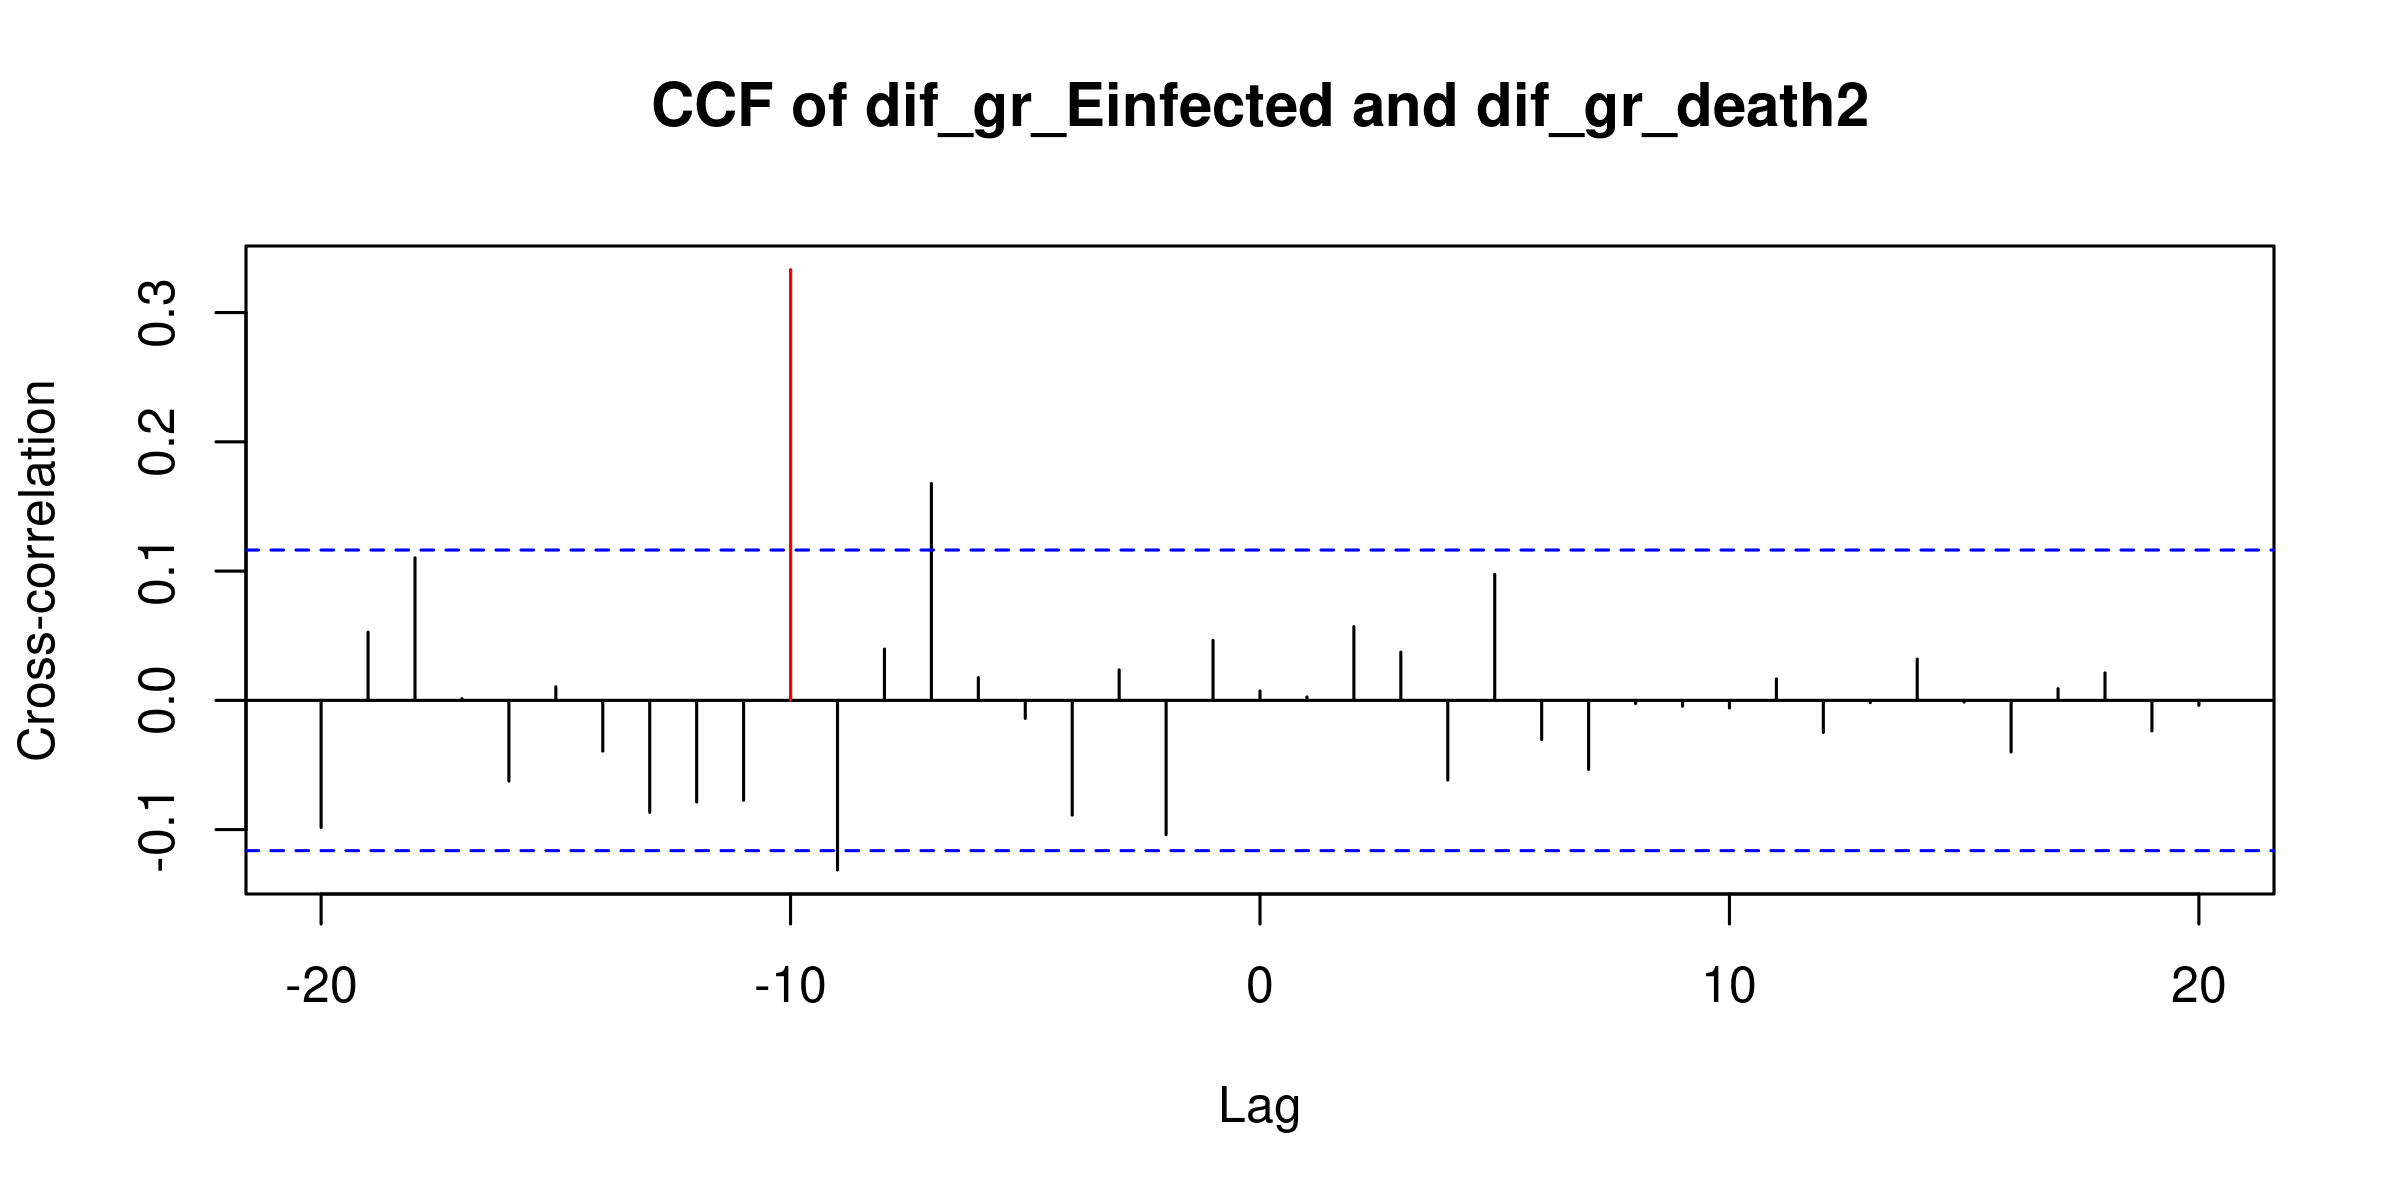 CCF of dif_gr_Einfected and dif_gr_death2
Cross-correlation
0.3
0.2
0.1
0.0
-0.1
-20 -10 0 10 20
Lag